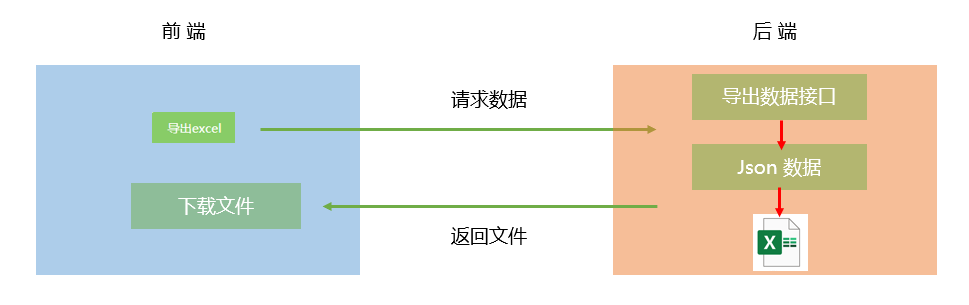 前 端
后 端
请求数据
导出数据接口
导出excel
Json 数据
下载文件
返回文件
X